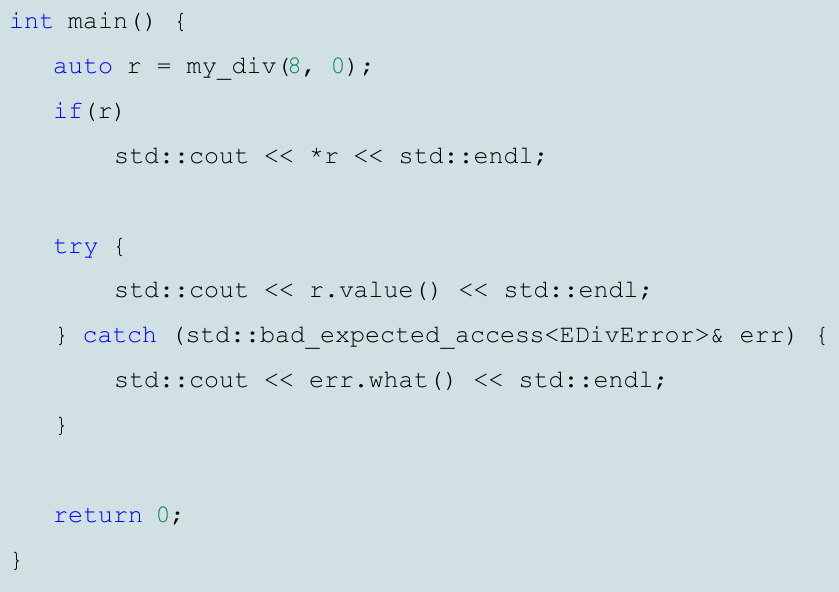 int main() {
   auto r = my_div(8, 0);
   if(r)
       std::cout << *r << std::endl;

   try {
       std::cout << r.value() << std::endl;
   } catch (std::bad_expected_access<EDivError>& err) {
       std::cout << err.what() << std::endl;
   }

   return 0;
}